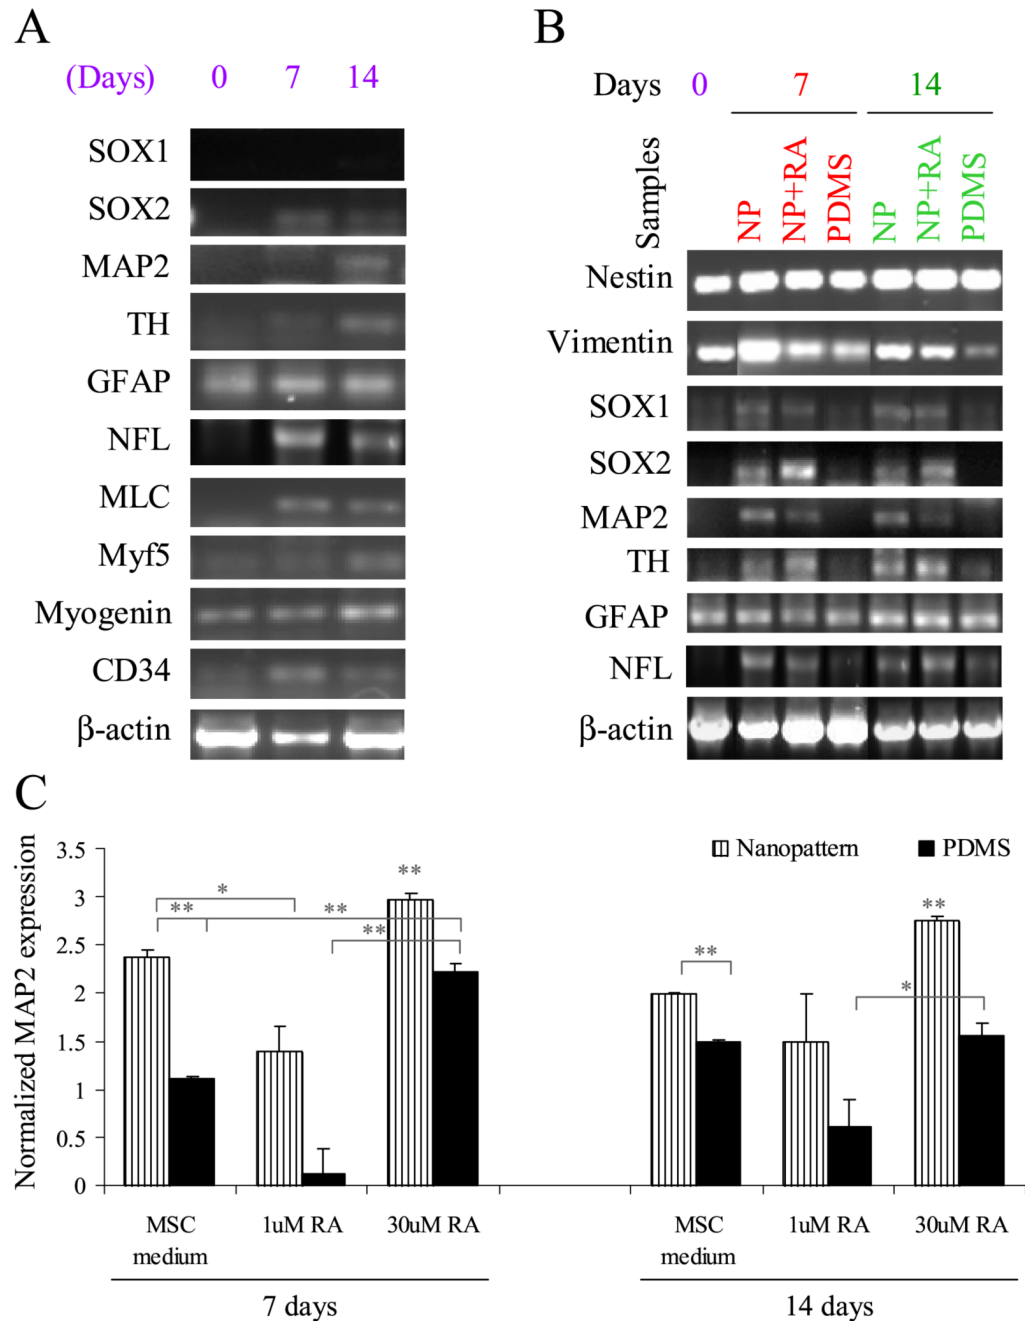 A
(Days) 0 7 14
SOX1
SOX2
MAP2
TH
GFAP
NFL
MLC
Myf5
Myogenin
CD34
β-actin
B
Days 0 7 14
Samples NP NP+RA PDMS NP NP+RA PDMS
Nestin
Vimentin
SOX1
SOX2
MAP2
TH
GFAP
NFL
β-actin
C
Normalized MAP2 expression
3.5
3
2.5
2
1.5
1
0.5
0
Nanopattern PDMS
**
*
**
**
**
**
**
*
MSC medium 1uM RA 30uM RA
7 days
MSC medium 1uM RA 30uM RA
14 days